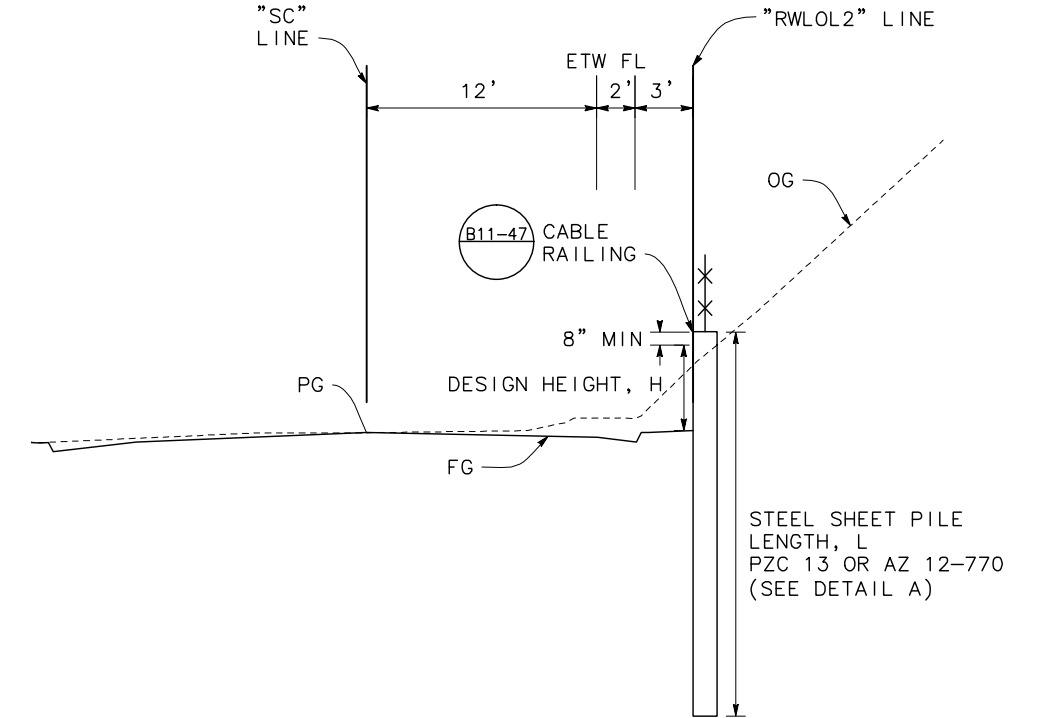 "SC"
LINE
"RWLOL2" LINE
ETW FL
12'
2'
3'
OG
B11-47
CABLE
RAILING
8" MIN
PG
DESIGN HEIGHT, H
FG
STEEL SHEET PILE
LENGTH, L
PZC 13 OR AZ 12-770
(SEE DETAIL A)